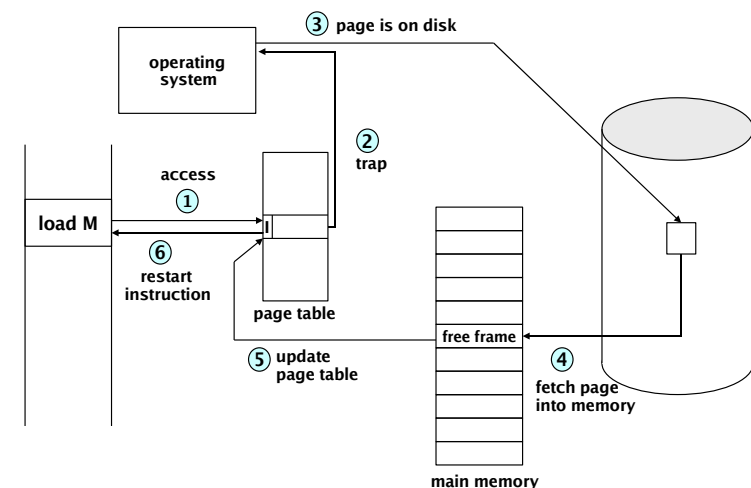 3 page is on disk
operating
system
2
trap
access
1
load M
I
6
restart
instruction
page table
free frame
5 update
page table
4
fetch page
into memory
main memory